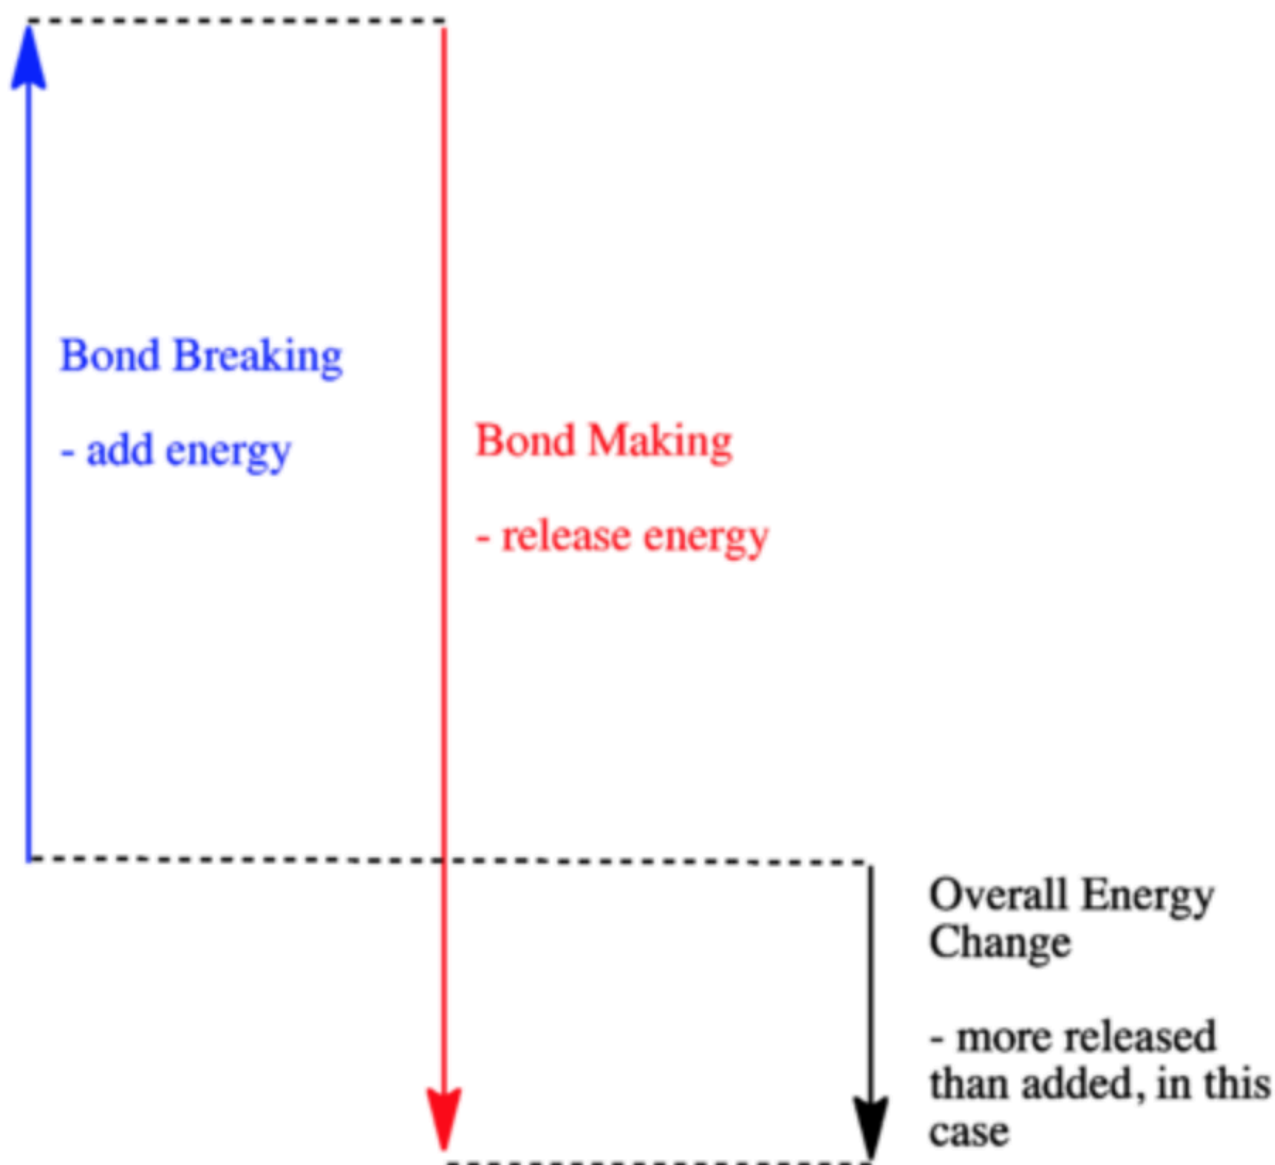 Bond Breaking
- add energy
Bond Making
- release energy
Overall Energy
Change
- more released
than added, in this
case